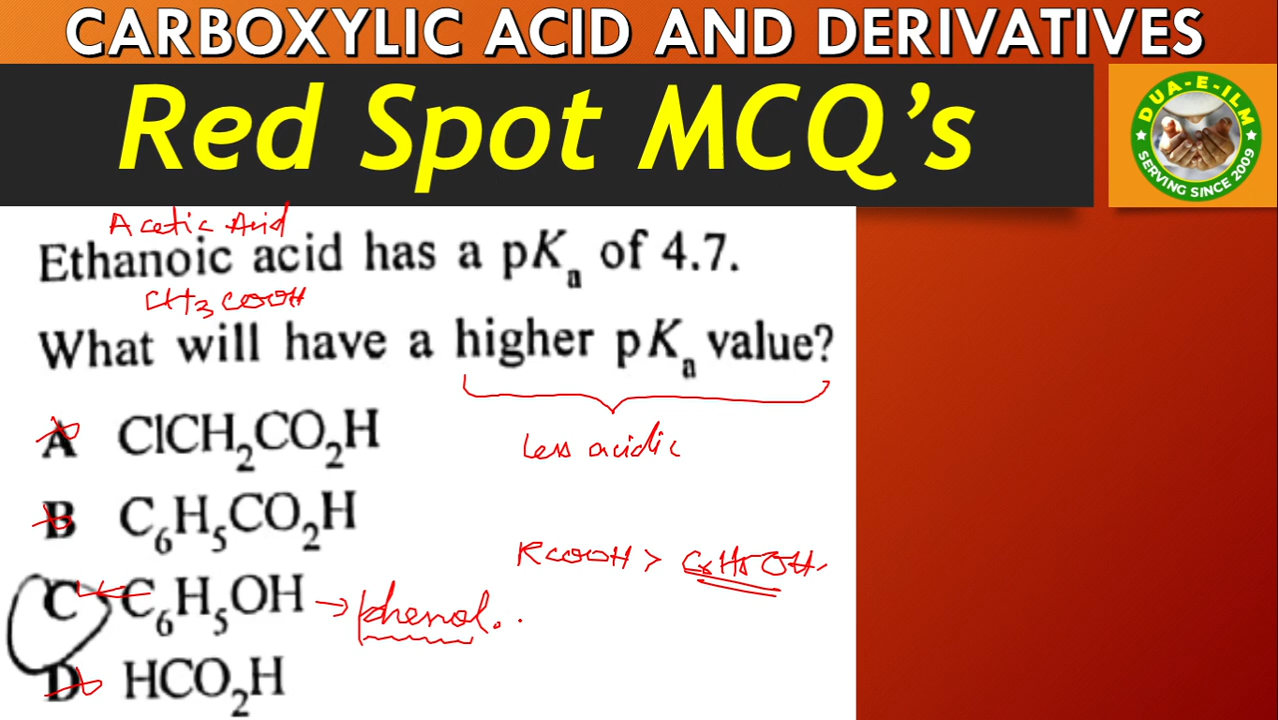 CARBOXYLIC ACID AND DERIVATIVES
Red Spot MCQ's
DUA-E-ILM
SERVING SINCE 2009
Acetic Acid
Ethanoic acid has a pKₐ of 4.7.
CH₃COOH
What will have a higher pKₐ value?
Less acidic
A ClCH₂CO₂H
B C₆H₅CO₂H
RCOOH > C₆H₅OH.
C C₆H₅OH → phenol..
D HCO₂H